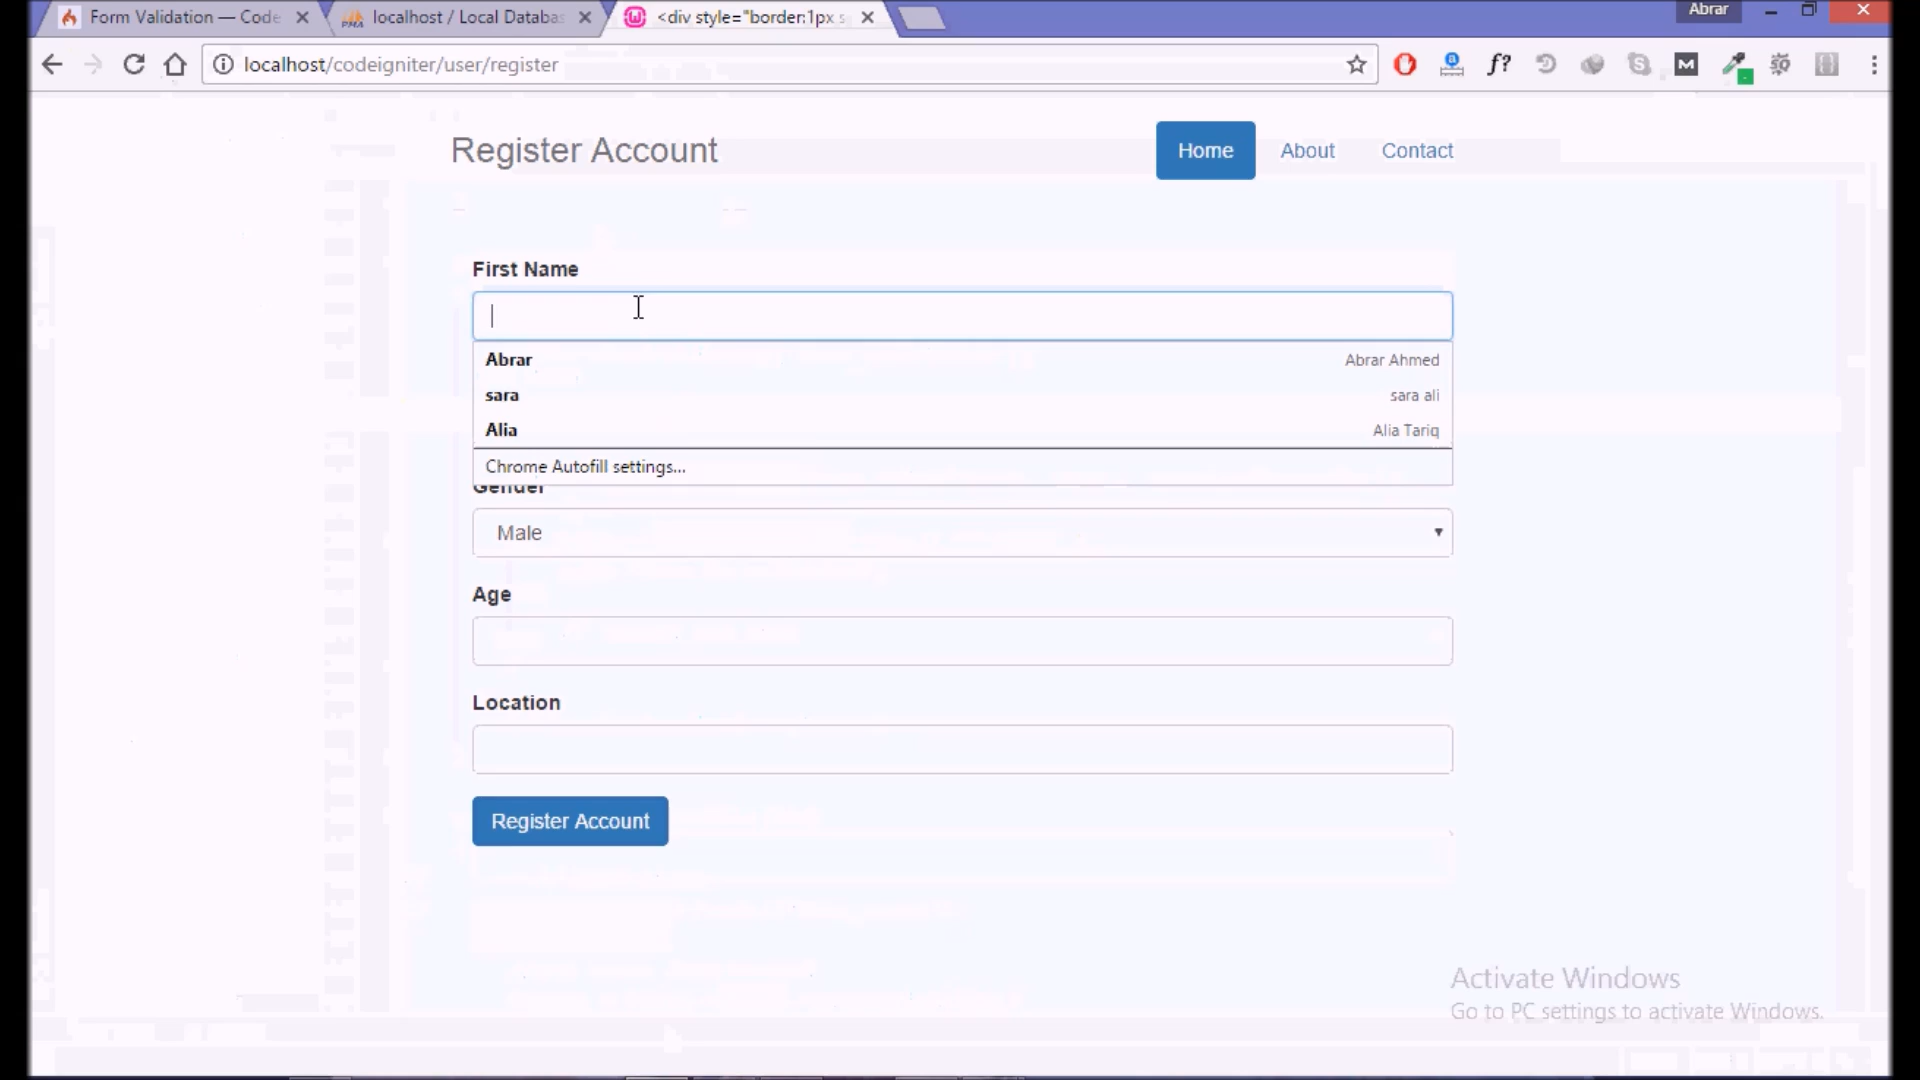 Form Validation — Code
localhost / Local Databas
<div style="border:1px s
Abrar
localhost/codeigniter/user/register
Register Account
Home
About
Contact
First Name
Abrar
Abrar Ahmed
sara
sara ali
Alia
Alia Tariq
Chrome Autofill settings...
Gender
Male
Age
Location
Register Account
Activate Windows
Go to PC settings to activate Windows.